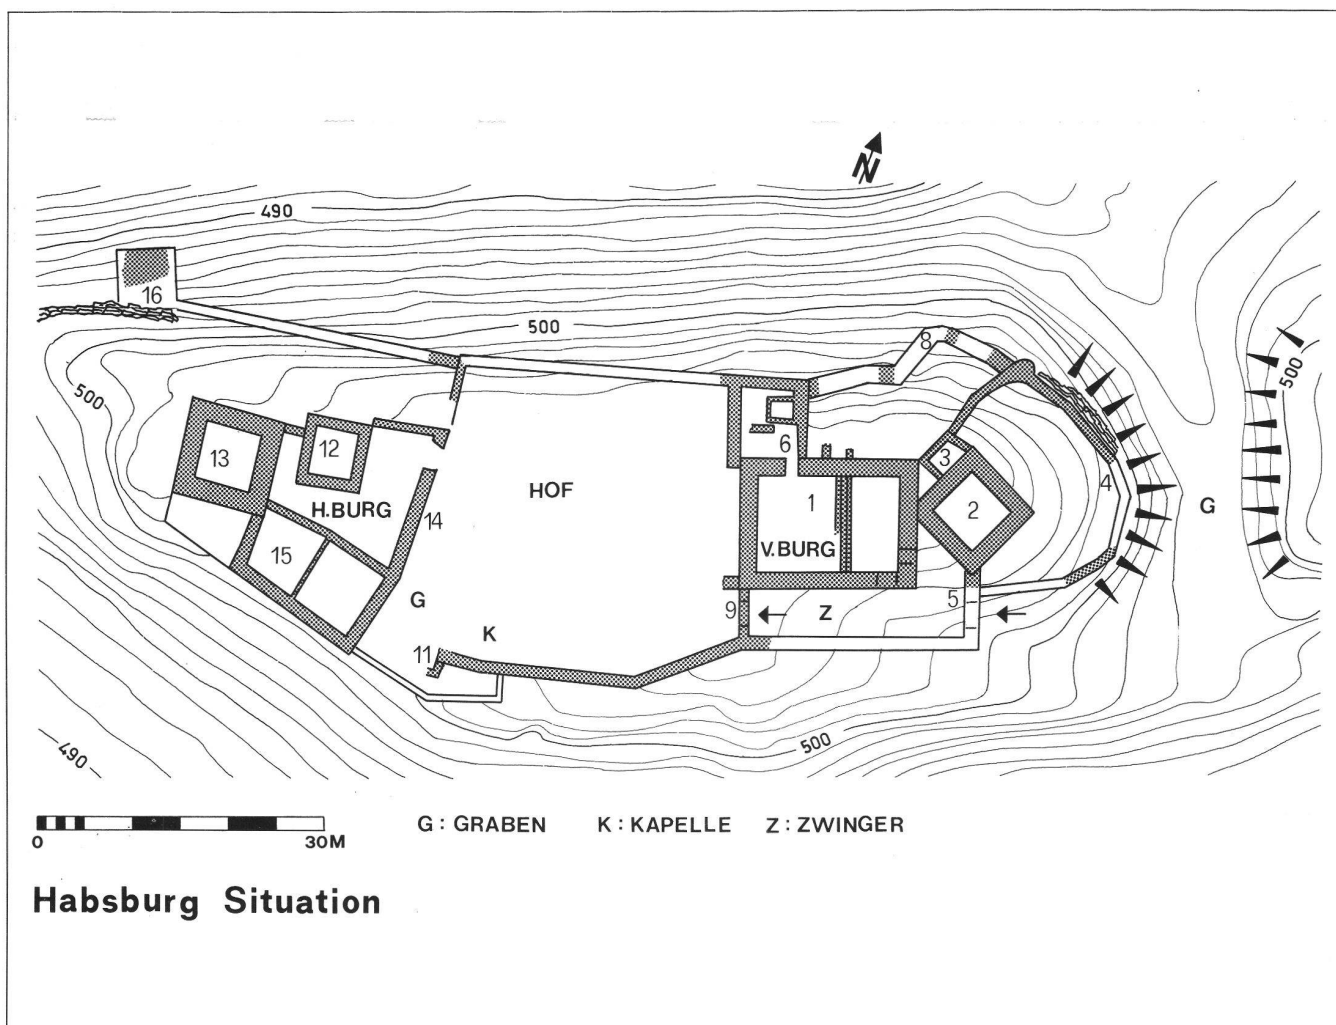 N
490
16
500
8
500
13
12
6
3
4
500
H.BURG
14
HOF
1
2
G
15
V.BURG
G
9
Z
5
K
11
490
500
0 30M
G : GRABEN K : KAPELLE Z : ZWINGER
Habsburg Situation